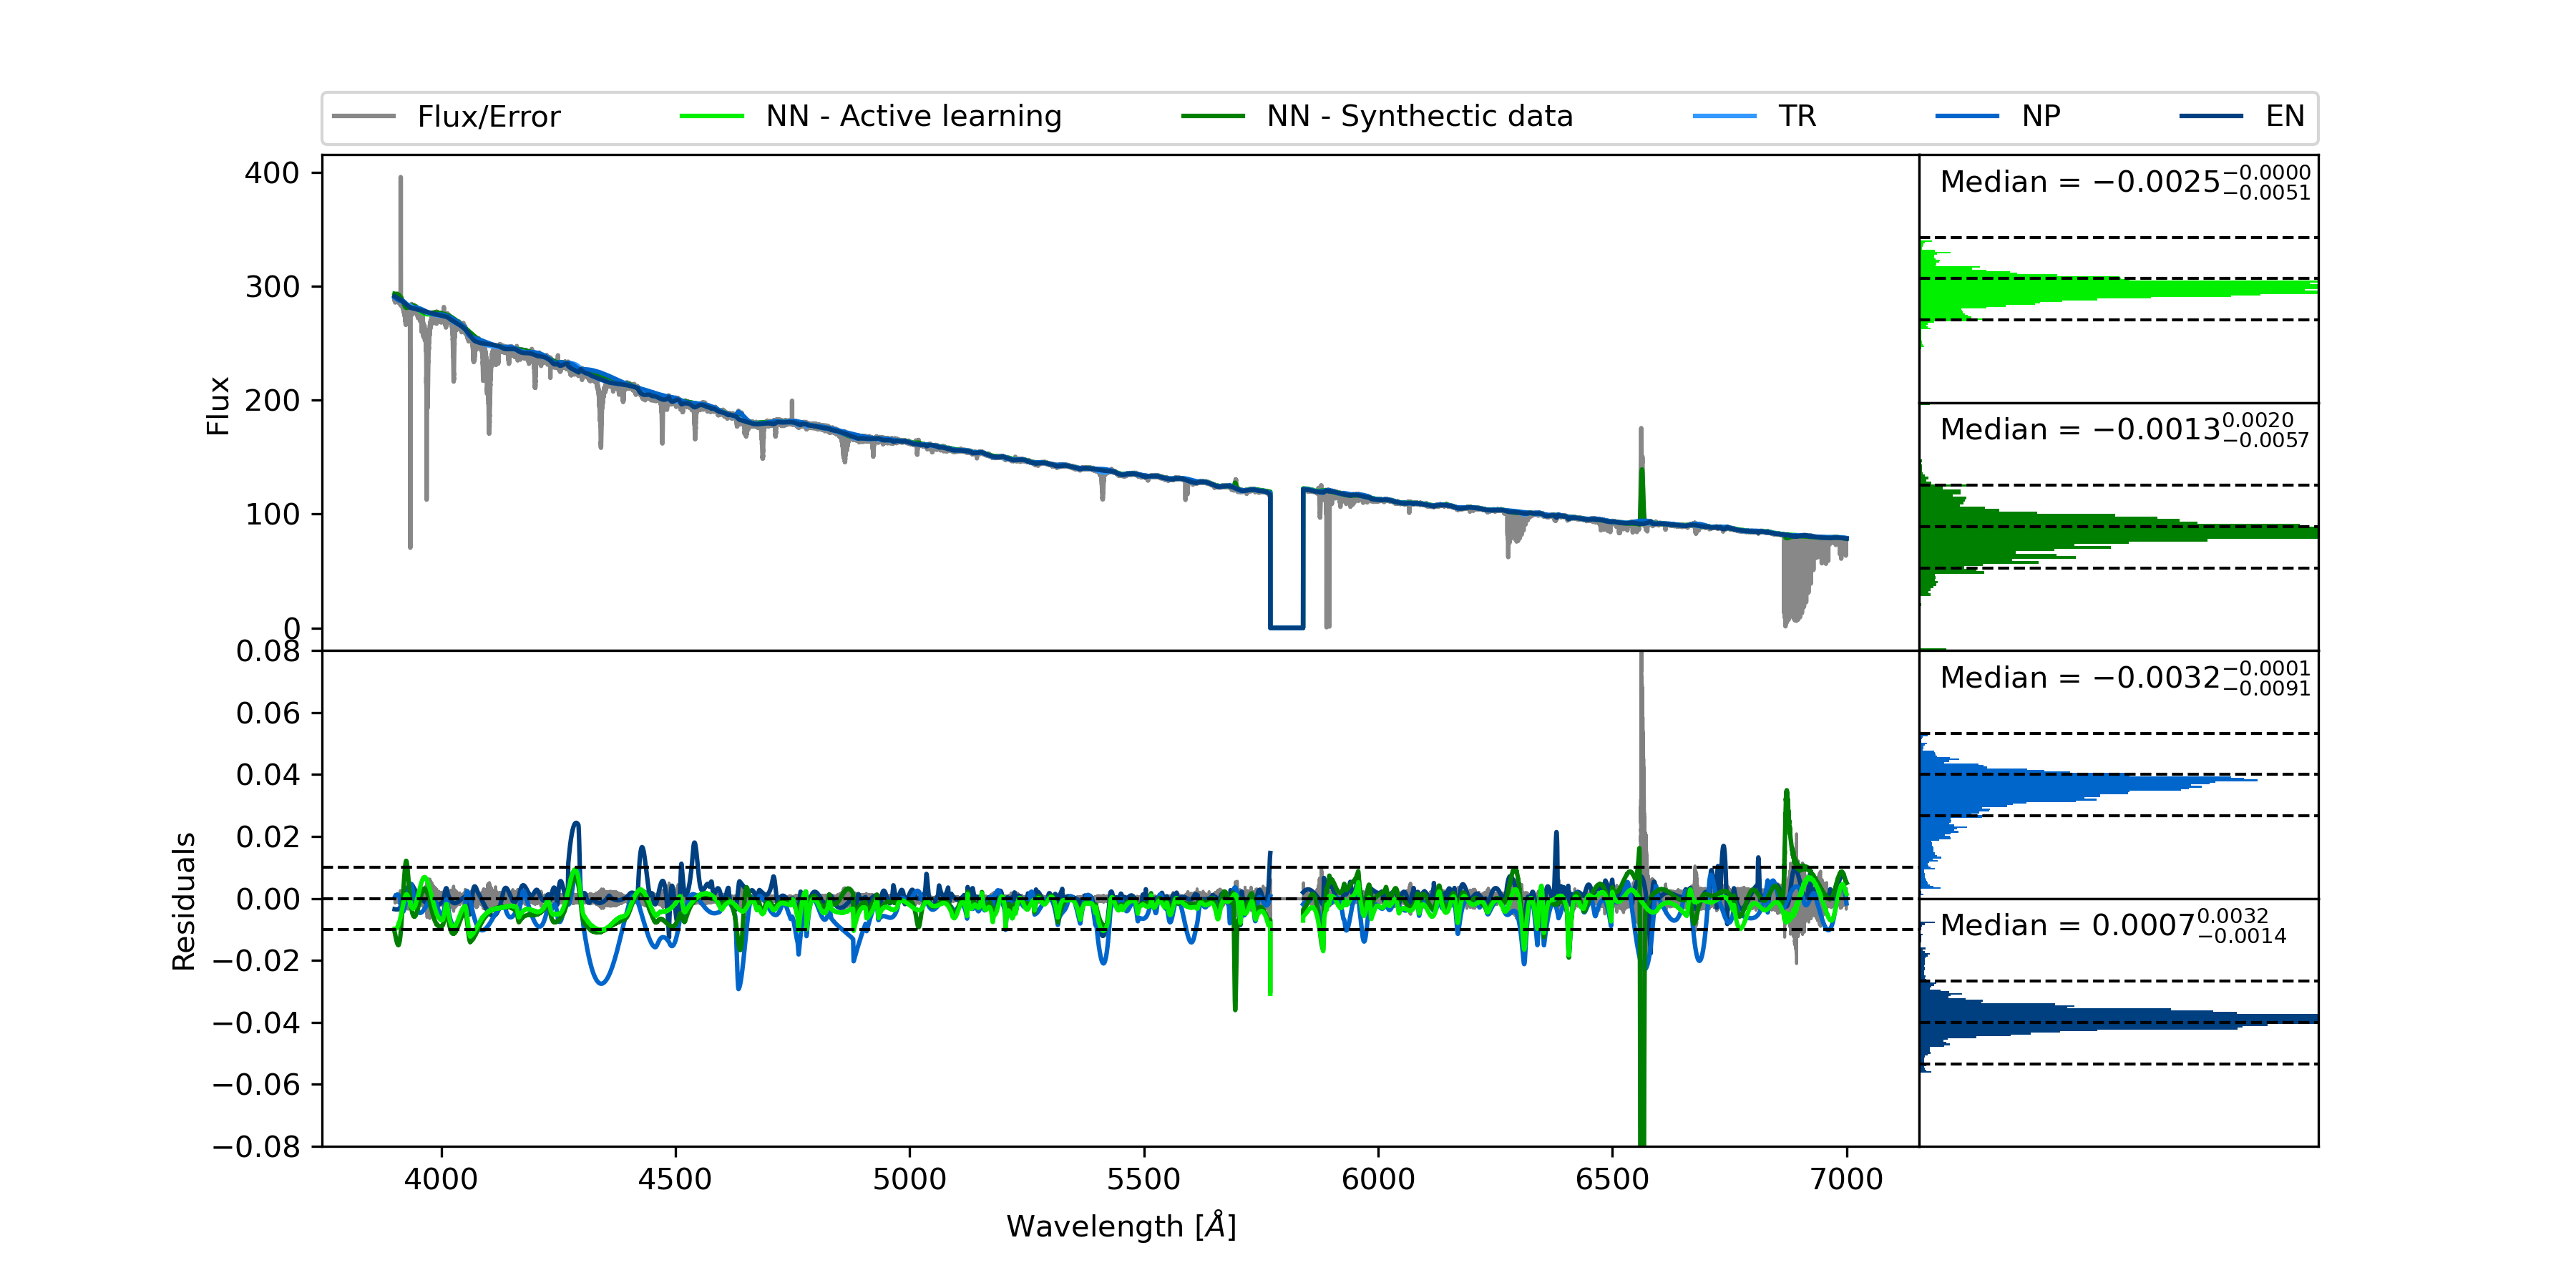 Flux/Error NN - Active learning NN - Synthectic data TR NP EN
400
300
200
100
0
Flux
Median = −0.0025 −0.0000 −0.0051
Median = −0.0013 0.0020 −0.0057
0.08
0.06
0.04
0.02
0.00
−0.02
−0.04
−0.06
−0.08
Residuals
Median = −0.0032 −0.0001 −0.0091
Median = 0.0007 0.0032 −0.0014
4000 4500 5000 5500 6000 6500 7000
Wavelength [Å]